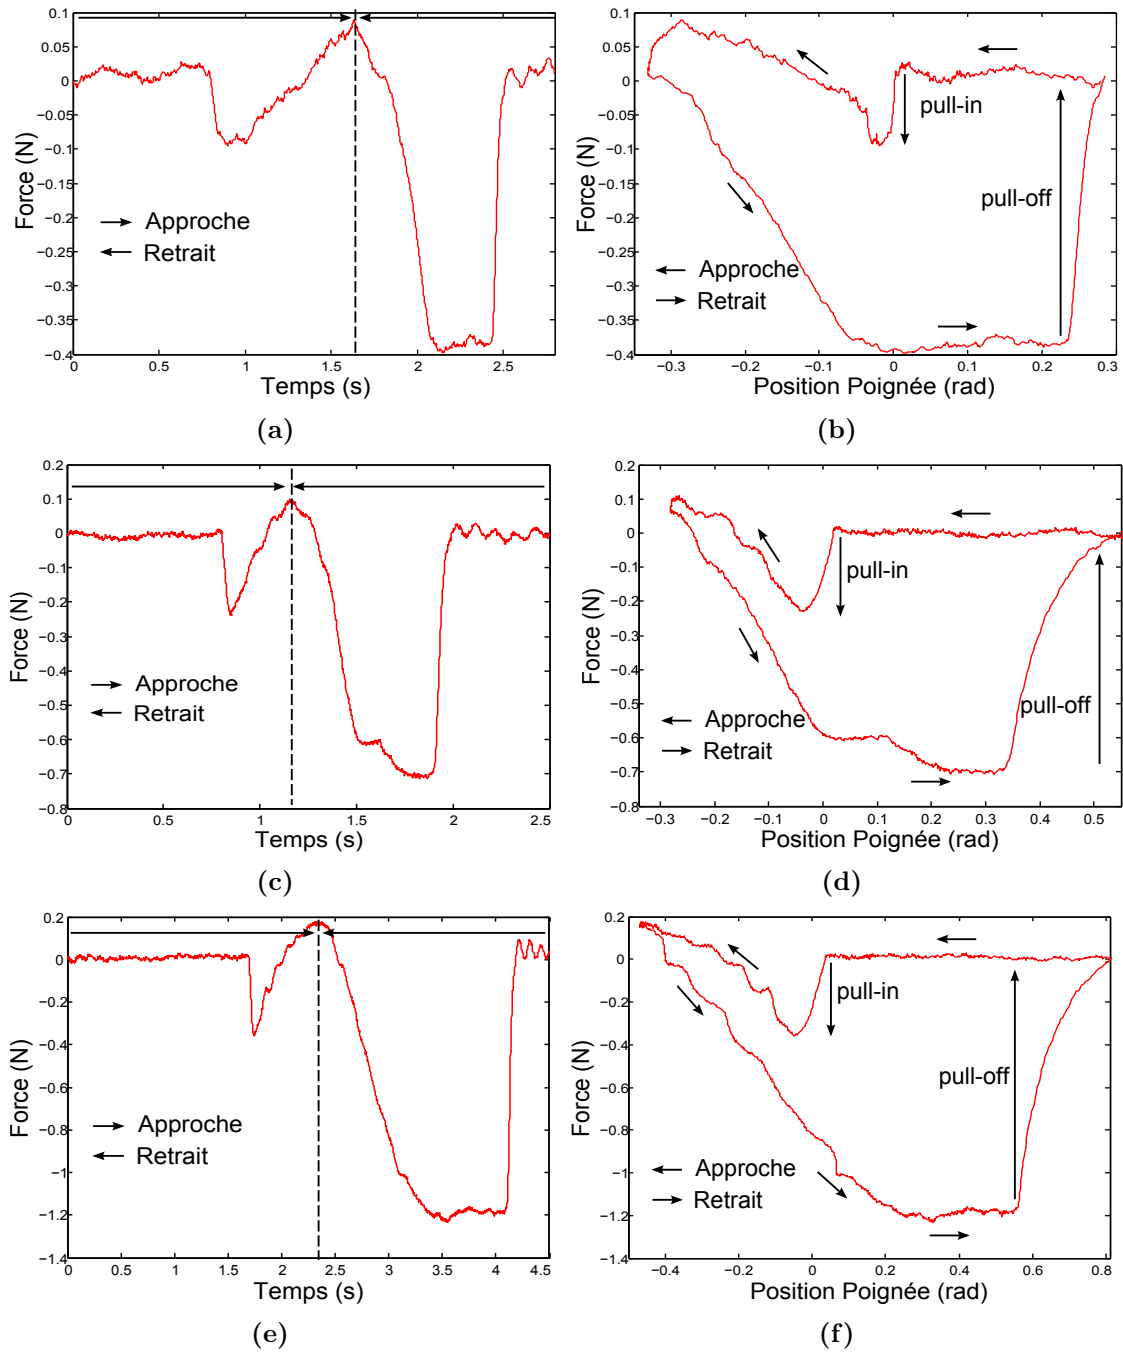 0.1
0.05
0
−0.05
−0.1
−0.15
−0.2
−0.25
−0.3
−0.35
−0.4
Force (N)
Approche
Retrait
0 0.5 1 1.5 2 2.5
Temps (s)
(a)
0.1
0.05
0
−0.05
−0.1
−0.15
−0.2
−0.25
−0.3
−0.35
−0.4
Force (N)
pull-in
pull-off
Approche
Retrait
−0.3 −0.2 −0.1 0 0.1 0.2 0.3
Position Poignée (rad)
(b)
0.2
0.1
0
−0.1
−0.2
−0.3
−0.4
−0.5
−0.6
−0.7
−0.8
Force (N)
Approche
Retrait
0 0.5 1 1.5 2 2.5
Temps (s)
(c)
0.2
0.1
0
−0.1
−0.2
−0.3
−0.4
−0.5
−0.6
−0.7
−0.8
Force (N)
pull-in
pull-off
Approche
Retrait
−0.3 −0.2 −0.1 0 0.1 0.2 0.3 0.4 0.5
Position Poignée (rad)
(d)
0.2
0
−0.2
−0.4
−0.6
−0.8
−1
−1.2
−1.4
Force (N)
Approche
Retrait
0 0.5 1 1.5 2 2.5 3 3.5 4 4.5
Temps (s)
(e)
0.2
0
−0.2
−0.4
−0.6
−0.8
−1
−1.2
−1.4
Force (N)
pull-in
pull-off
Approche
Retrait
−0.4 −0.2 0 0.2 0.4 0.6 0.8
Position Poignée (rad)
(f)